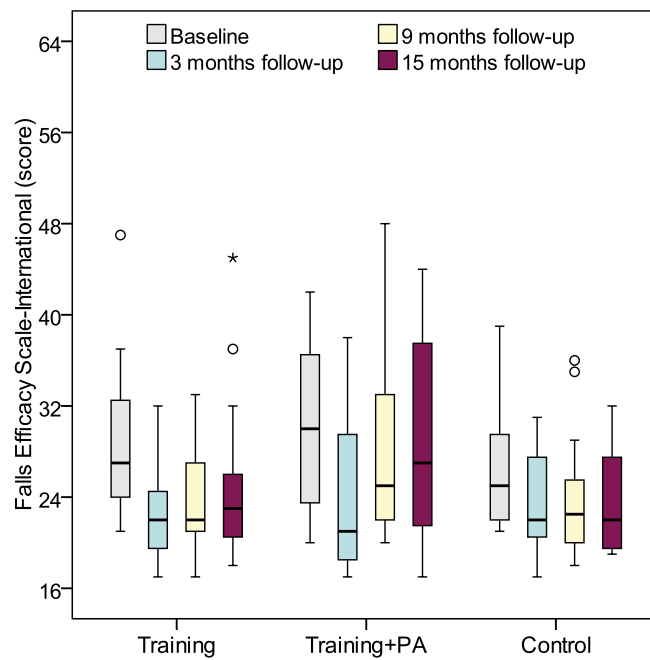 Baseline
3 months follow-up
9 months follow-up
15 months follow-up
Falls Efficacy Scale-International (score)
64
56
48
40
32
24
16
Training
Training+PA
Control